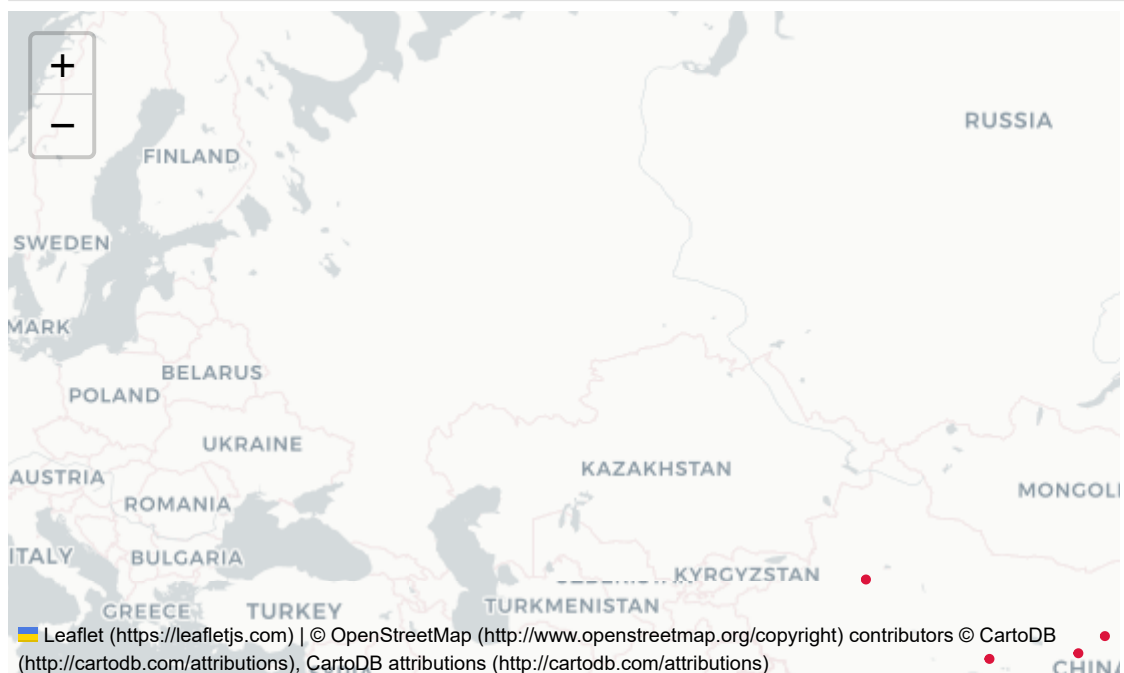 +
−
RUSSIA
FINLAND
SWEDEN
MARK
BELARUS
POLAND
UKRAINE
KAZAKHSTAN
AUSTRIA
MONGOLI
ROMANIA
ITALY
BULGARIA
KYRGYZSTAN
GREECE
TURKEY
TURKMENISTAN
Leaflet (https://leafletjs.com) | © OpenStreetMap (http://www.openstreetmap.org/copyright) contributors © CartoDB
(http://cartodb.com/attributions), CartoDB attributions (http://cartodb.com/attributions)
CHINA